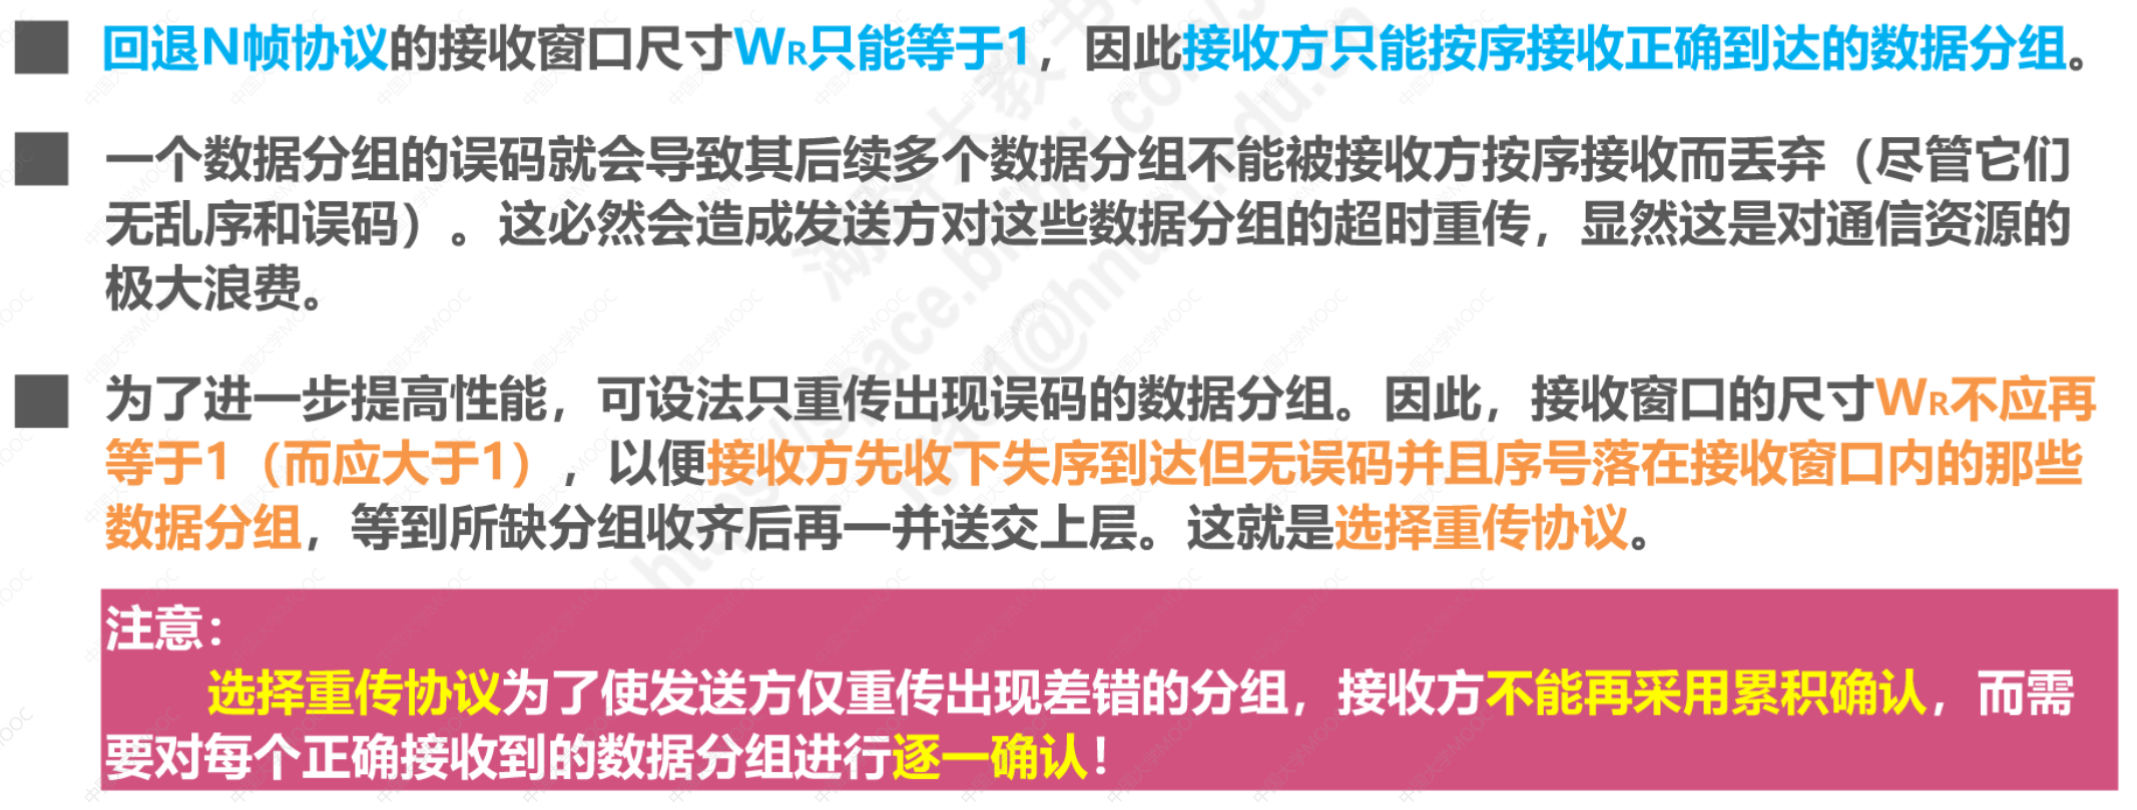 回退N帧协议的接收窗口尺寸WR只能等于1，因此接收方只能按序接收正确到达的数据分组。
一个数据分组的误码就会导致其后续多个数据分组不能被接收方按序接收而丢弃（尽管它们
无乱序和误码）。这必然会造成发送方对这些数据分组的超时重传，显然这是对通信资源的
极大浪费。
为了进一步提高性能，可设法只重传出现误码的数据分组。因此，接收窗口的尺寸WR不应再
等于1（而应大于1），以便接收方先收下失序到达但无误码并且序号落在接收窗口内的那些
数据分组，等到所缺分组收齐后再一并送交上层。这就是选择重传协议。
注意：
选择重传协议为了使发送方仅重传出现差错的分组，接收方不能再采用累积确认，而需
要对每个正确接收到的数据分组进行逐一确认！
中国大学MOOC